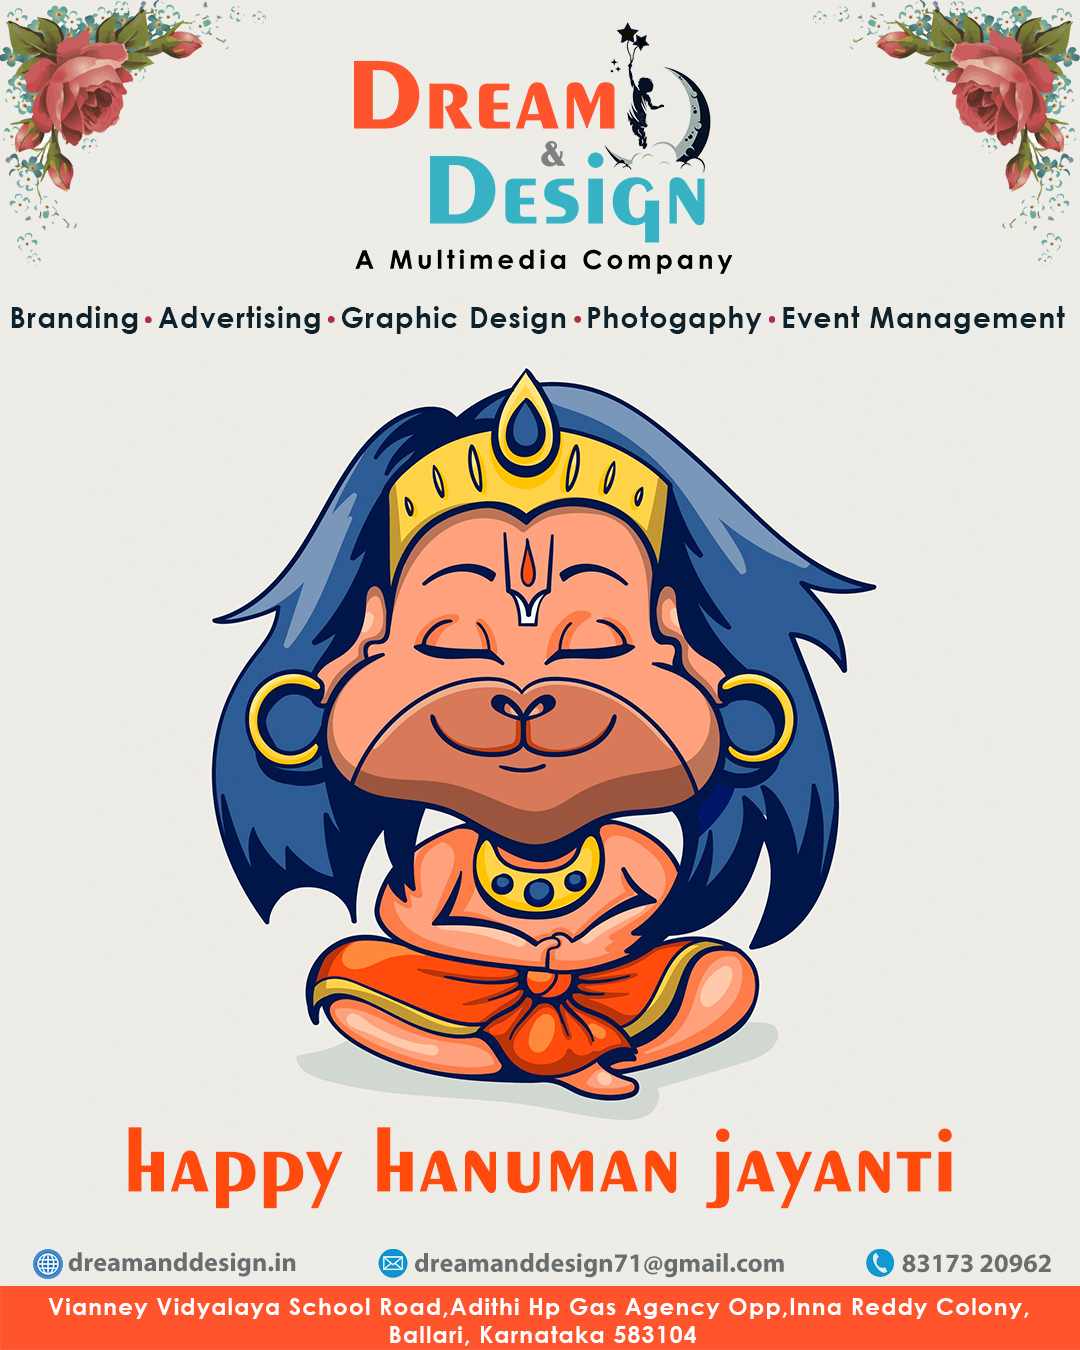 Dream
&
Design
A Multimedia Company
Branding • Advertising • Graphic Design • Photogaphy • Event Management
happy hanuman jayanti
dreamanddesign.in dreamanddesign71@gmail.com 83173 20962
Vianney Vidyalaya School Road,Adithi Hp Gas Agency Opp,Inna Reddy Colony,
Ballari, Karnataka 583104